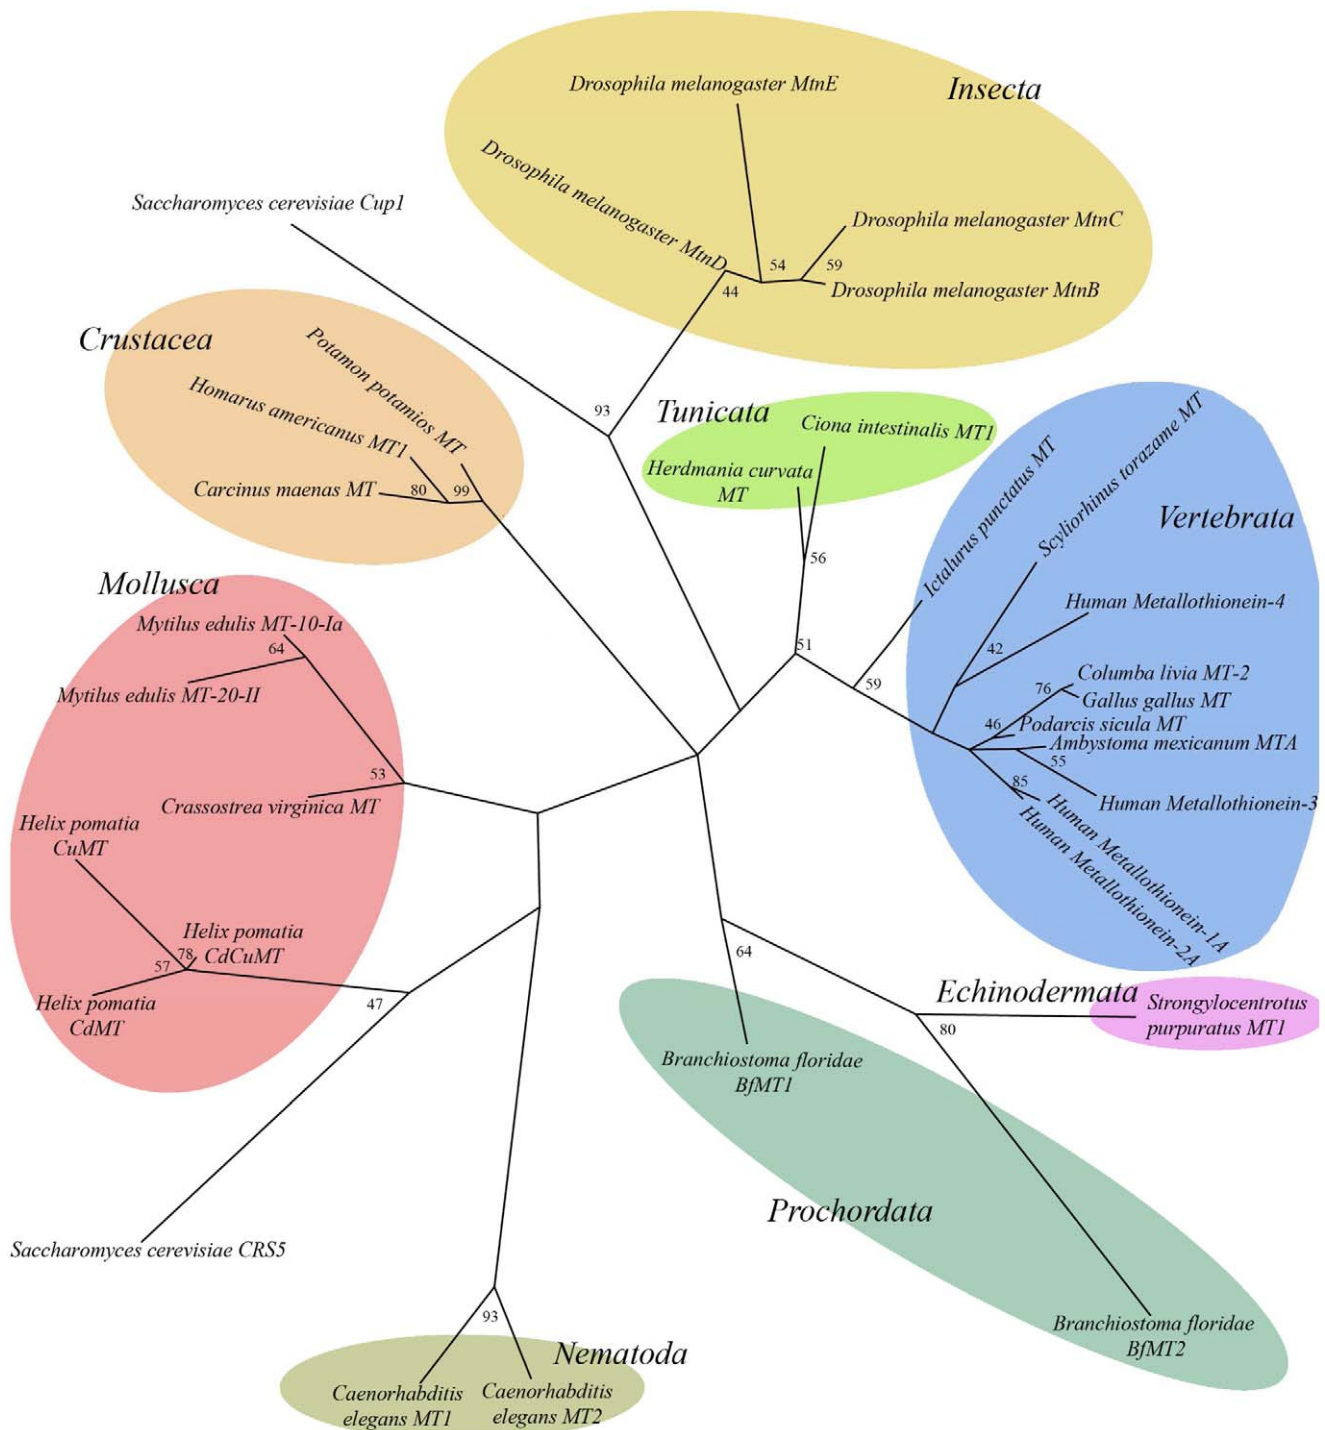 Insecta
Drosophila melanogaster MtnE
Drosophila melanogaster MtnD
Drosophila melanogaster MtnC
Drosophila melanogaster MtnB
54
59
44
Saccharomyces cerevisiae Cup1
93
Crustacea
Potamon potamios MT
Homarus americanus MT1
Carcinus maenas MT
80
99
Tunicata
Ciona intestinalis MT1
Herdmania curvata
MT
56
51
Vertebrata
Ictalurus punctatus MT
Scyliorhinus torazame MT
Human Metallothionein-4
42
59
Columba livia MT-2
76
Gallus gallus MT
46
Podarcis sicula MT
Ambystoma mexicanum MTA
55
85
Human Metallothionein-3
Human Metallothionein-1A
Human Metallothionein-2A
Mollusca
Mytilus edulis MT-10-Ia
64
Mytilus edulis MT-20-II
53
Crassostrea virginica MT
Helix pomatia
CuMT
Helix pomatia
CdCuMT
78
57
Helix pomatia
CdMT
47
Saccharomyces cerevisiae CRS5
64
Echinodermata
Strongylocentrotus
purpuratus MT1
80
Branchiostoma floridae
BfMT1
Prochordata
Branchiostoma floridae
BfMT2
93
Nematoda
Caenorhabditis
elegans MT1
Caenorhabditis
elegans MT2